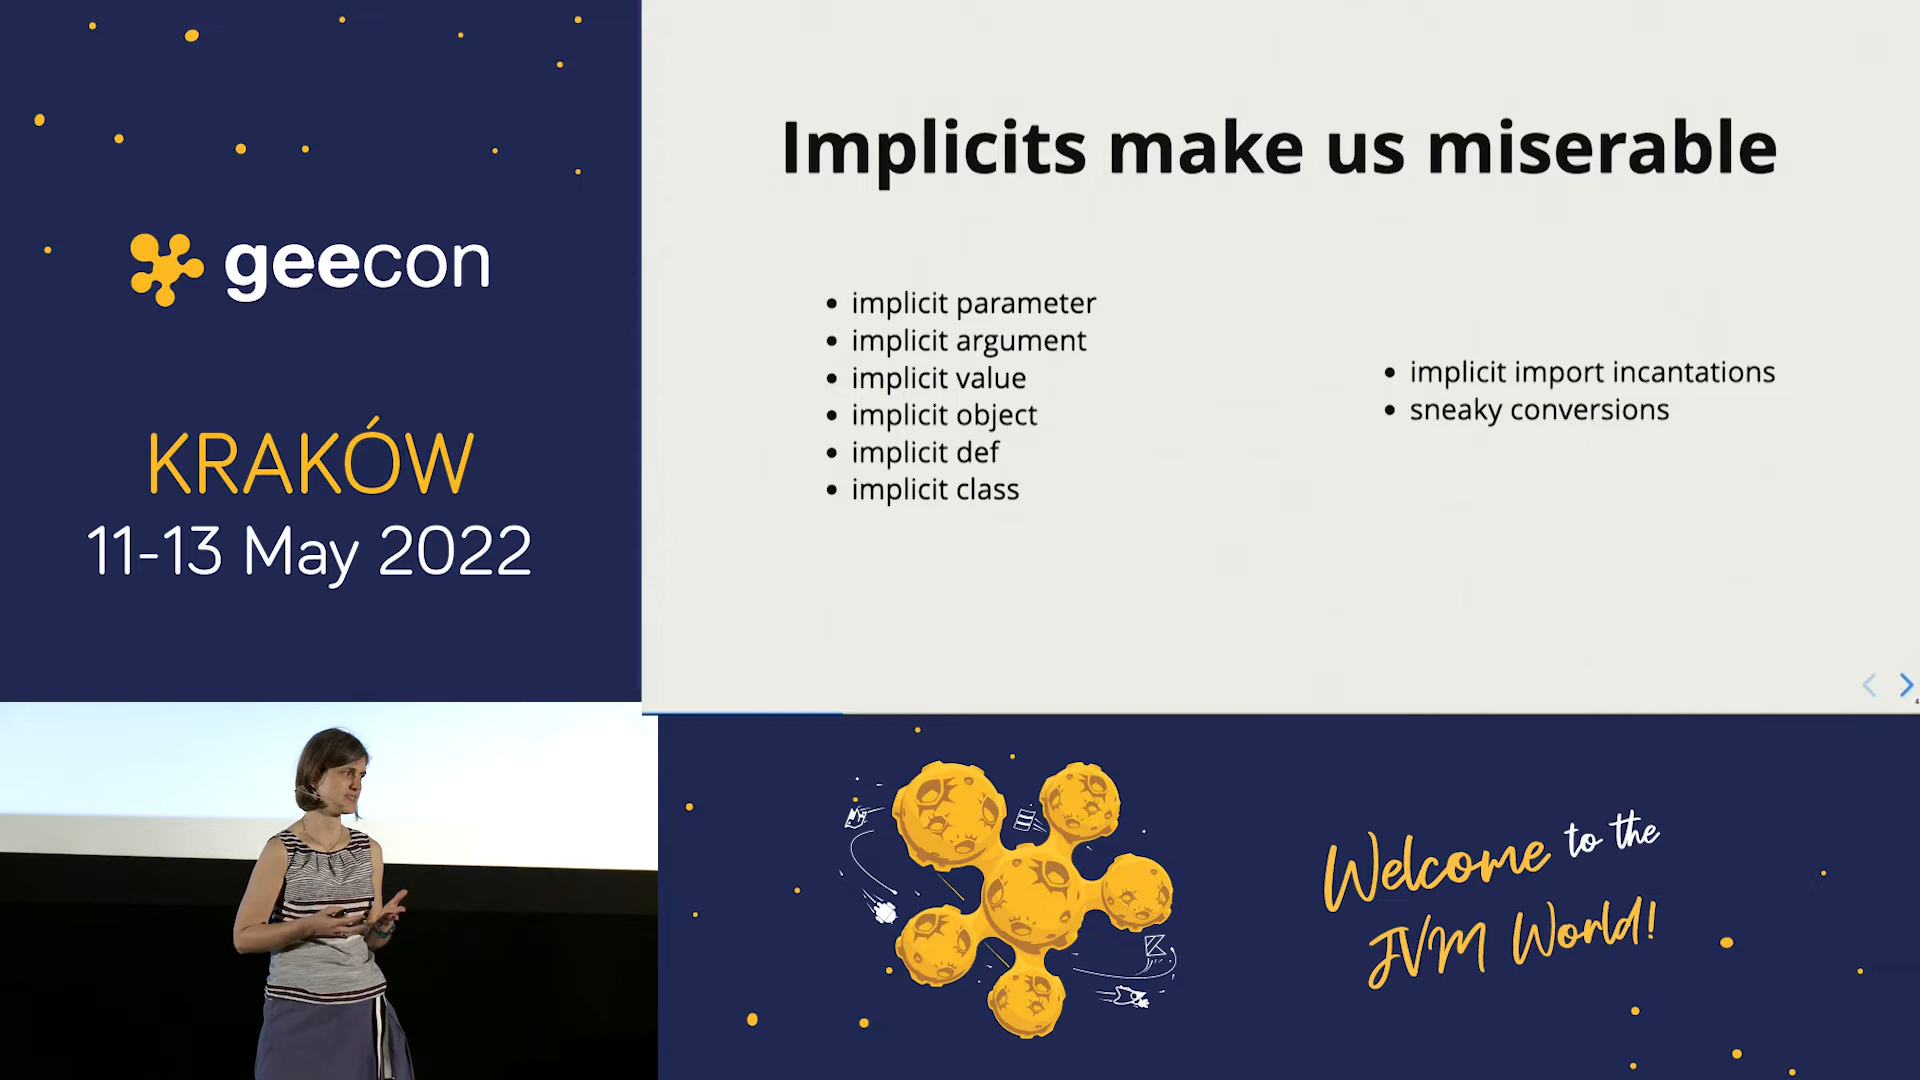 geecon
KRAKÓW
11-13 May 2022
Implicits make us miserable
implicit parameter
implicit argument
implicit value
implicit object
implicit def
implicit class
implicit import incantations
sneaky conversions
4
Welcome to the
JVM World!